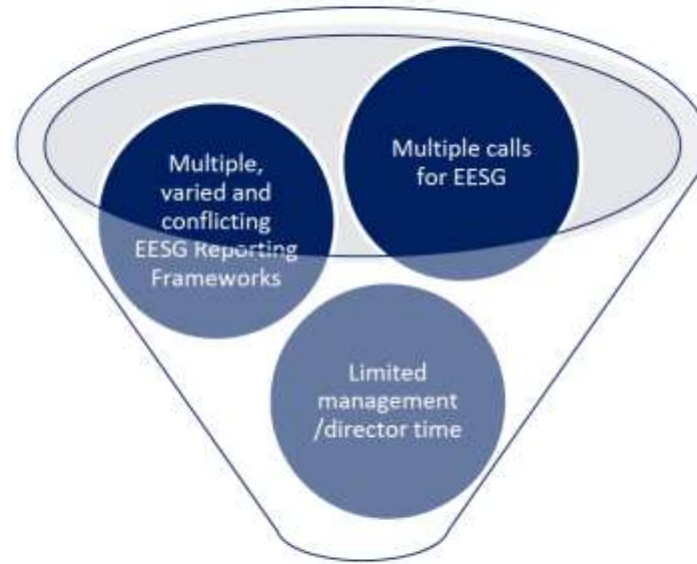 Multiple calls
for EESG
Multiple,
varied and
conflicting
EESG Reporting
Frameworks
Limited
management
/director time